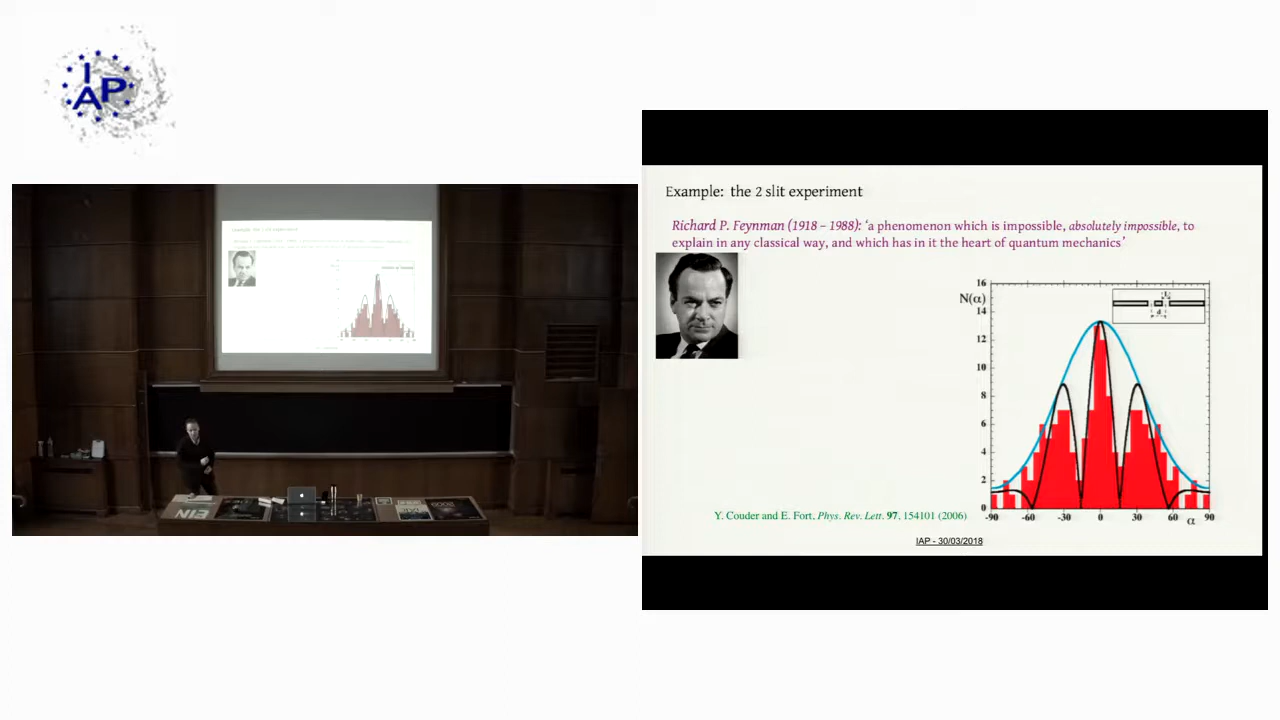 I
AP
Example: the 2 slit experiment
Richard P. Feynman (1918 – 1988): ‘a phenomenon which is impossible, absolutely impossible, to
explain in any classical way, and which has in it the heart of quantum mechanics’
N(α)
16
14
12
10
8
6
4
2
0
d
-90 -60 -30 0 30 60 α 90
Y. Couder and E. Fort, Phys. Rev. Lett. 97, 154101 (2006)
IAP - 30/03/2018